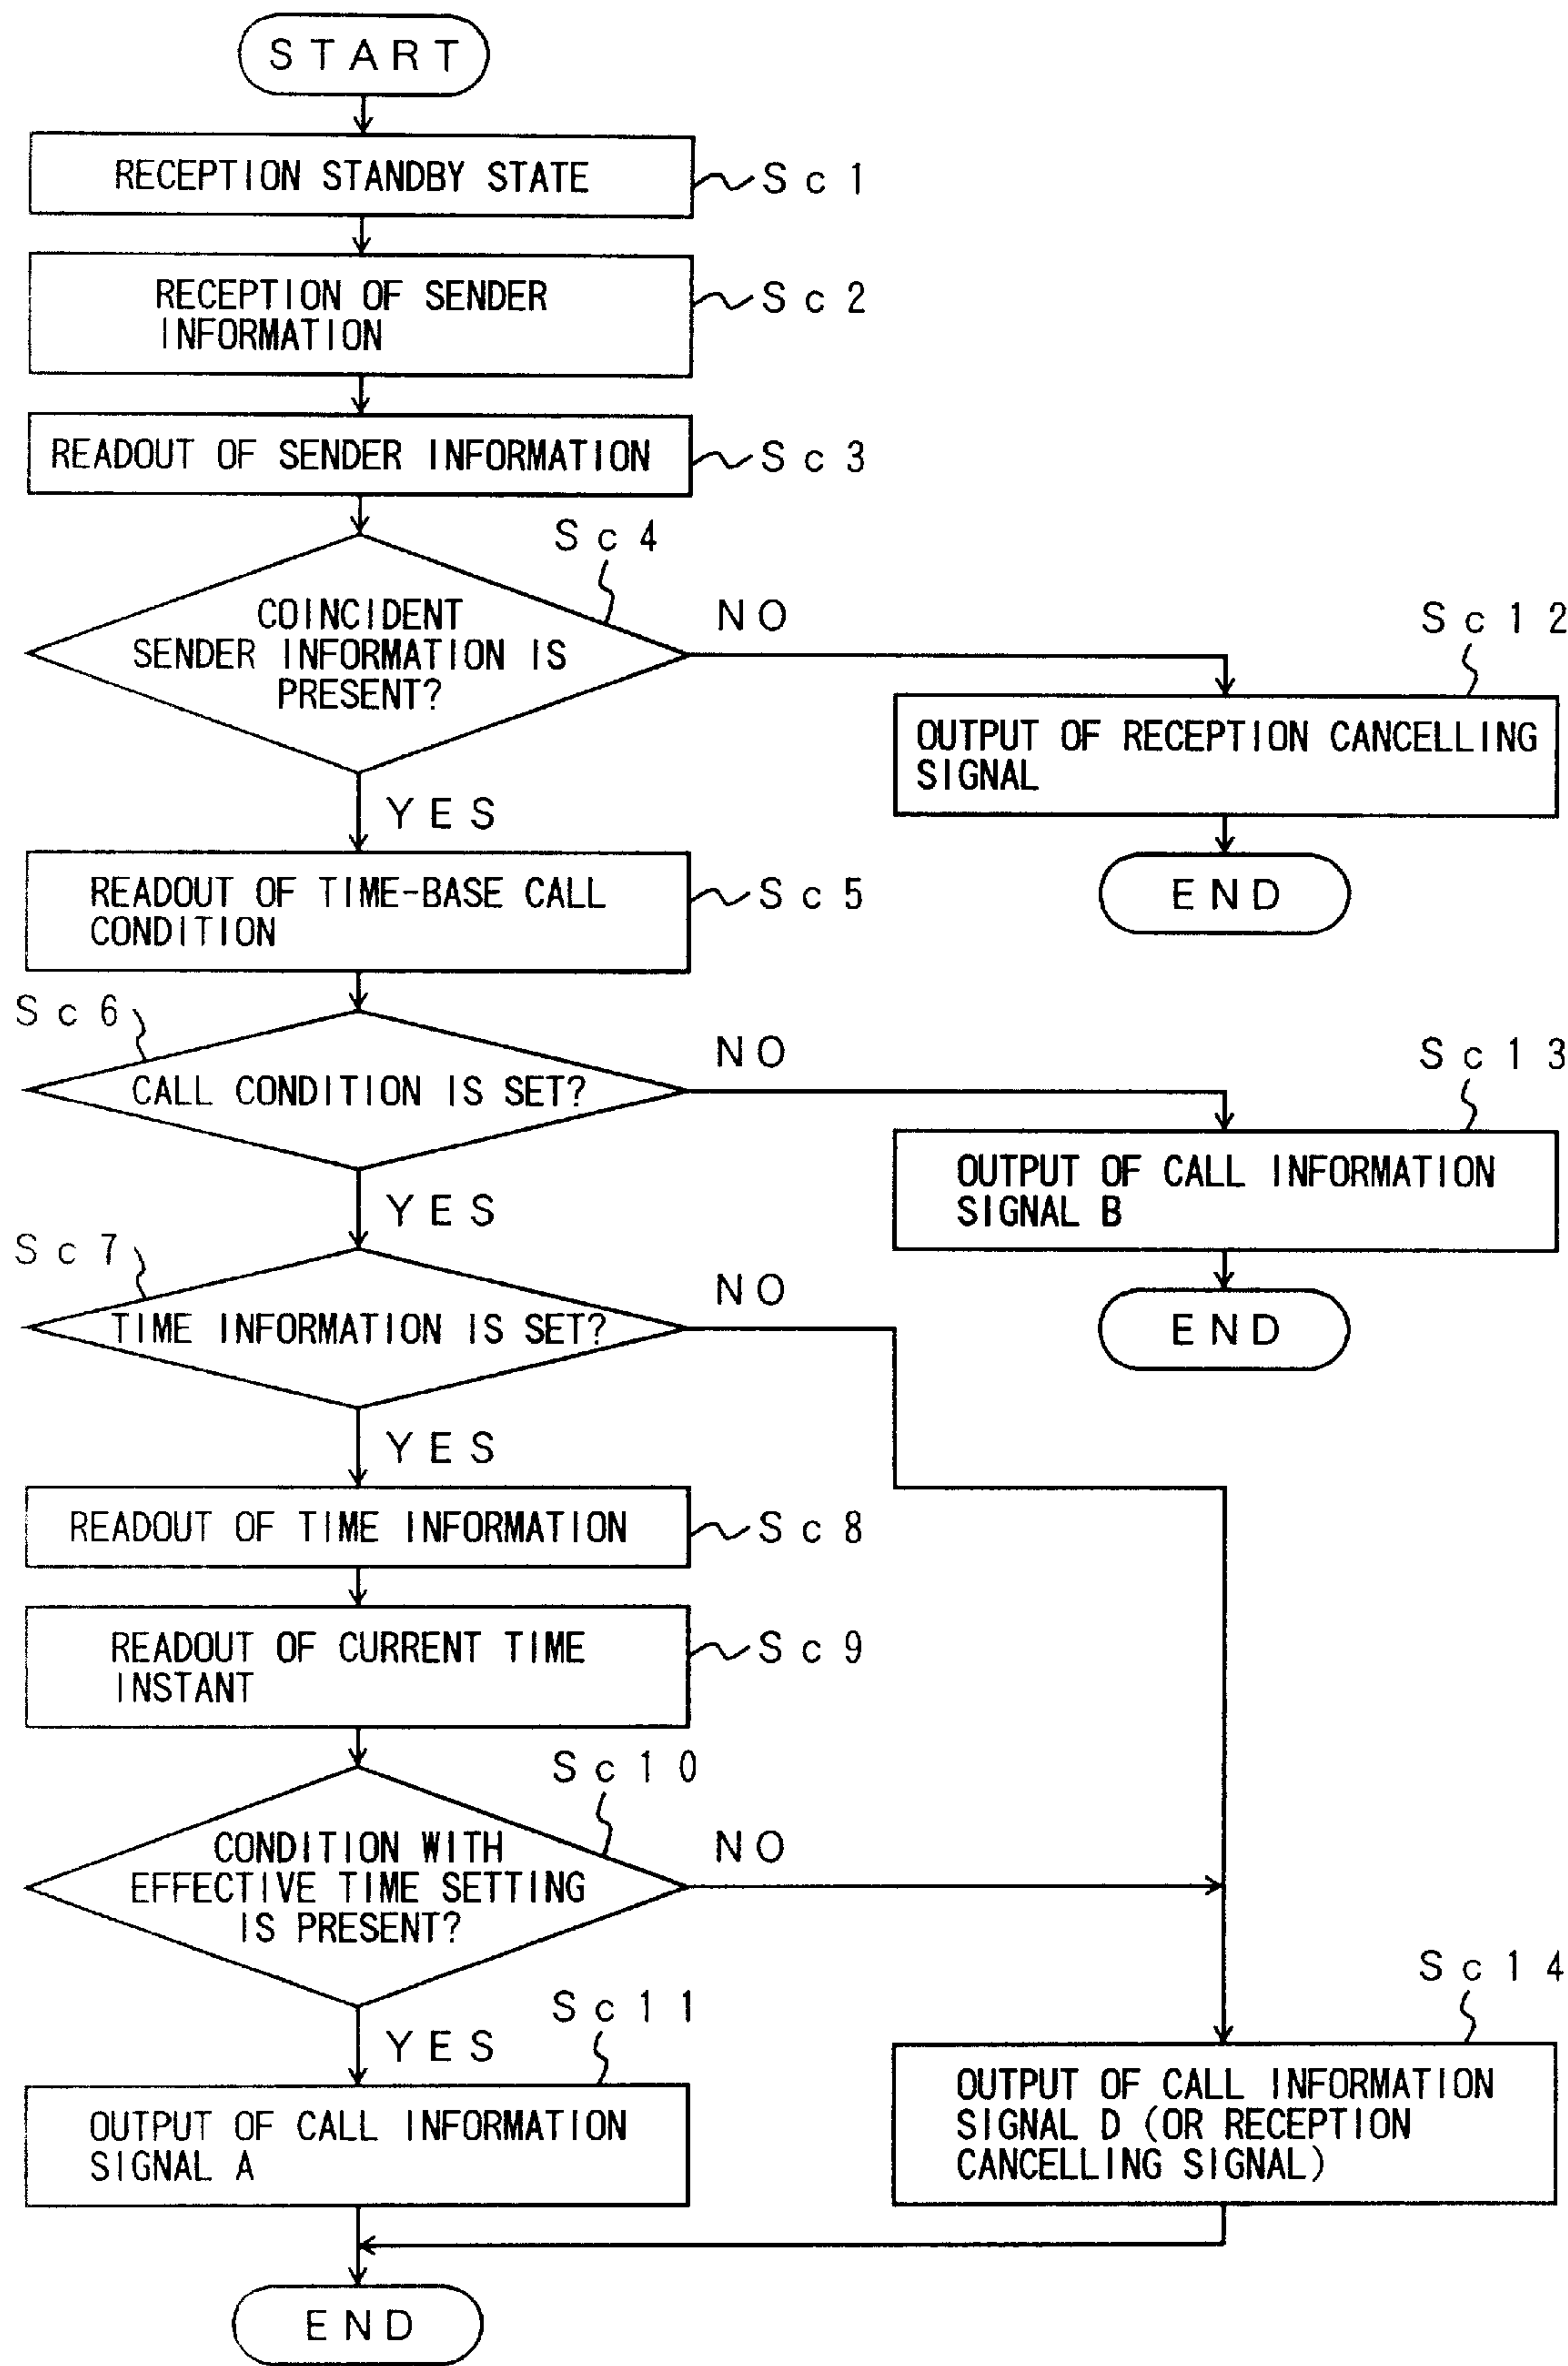 START
RECEPTION STANDBY STATE
Sc1
RECEPTION OF SENDER
INFORMATION
Sc2
READOUT OF SENDER INFORMATION
Sc3
Sc4
COINCIDENT
SENDER INFORMATION IS
PRESENT?
NO
YES
Sc12
OUTPUT OF RECEPTION CANCELLING
SIGNAL
END
READOUT OF TIME-BASE CALL
CONDITION
Sc5
Sc6
CALL CONDITION IS SET?
NO
YES
Sc13
OUTPUT OF CALL INFORMATION
SIGNAL B
END
Sc7
TIME INFORMATION IS SET?
NO
YES
READOUT OF TIME INFORMATION
Sc8
READOUT OF CURRENT TIME
INSTANT
Sc9
Sc10
CONDITION WITH
EFFECTIVE TIME SETTING
IS PRESENT?
NO
YES
Sc11
OUTPUT OF CALL INFORMATION
SIGNAL A
Sc14
OUTPUT OF CALL INFORMATION
SIGNAL D (OR RECEPTION
CANCELLING SIGNAL)
END